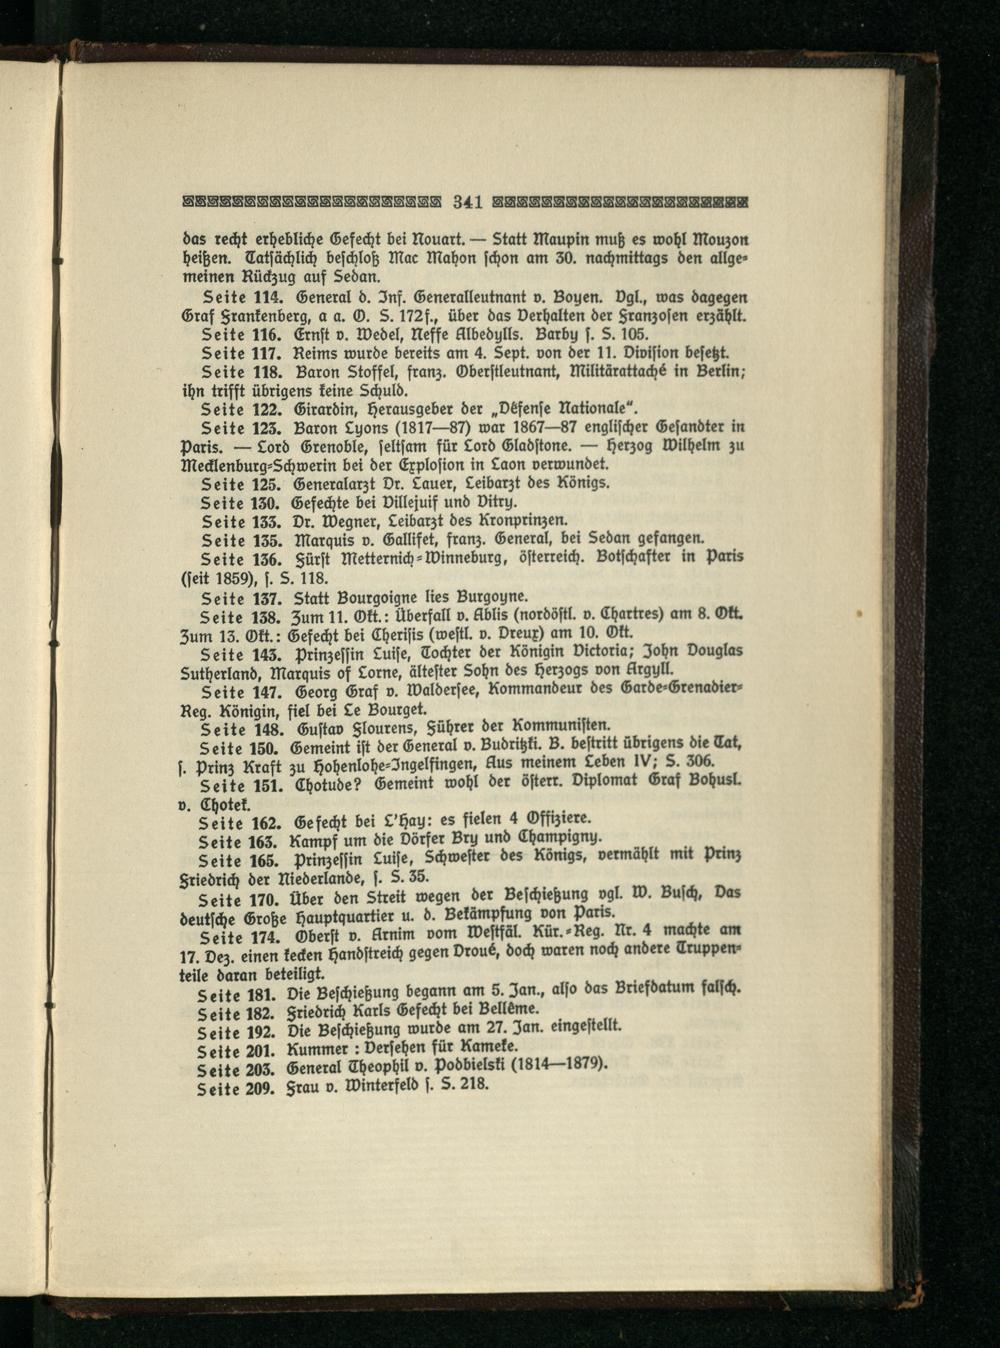 341
das recht erhebliche Gefecht bei Nouart. — Statt Maupin muß es wohl Mouzon
heißen. Tatsächlich beschloß Mac Mahon schon am 30. nachmittags den allge-
meinen Rückzug auf Sedan.
Seite 114. General d. Inf. Generalleutnant v. Boyen. Vgl., was dagegen
Graf Frankenberg, a a. O. S. 172f., über das Verhalten der Franzosen erzählt.
Seite 116. Ernst v. Wedel, Neffe Albedylls. Barby s. S. 105.
Seite 117. Reims wurde bereits am 4. Sept. von der 11. Division besetzt.
Seite 118. Baron Stoffel, franz. Oberstleutnant, Militärattaché in Berlin;
ihn trifft übrigens keine Schuld.
Seite 122. Girardin, Herausgeber der „Défense Nationale“.
Seite 123. Baron Lyons (1817—87) war 1867—87 englischer Gesandter in
Paris. — Lord Grenoble, seltsam für Lord Gladstone. — Herzog Wilhelm zu
Mecklenburg-Schwerin bei der Explosion in Laon verwundet.
Seite 125. Generalarzt Dr. Lauer, Leibarzt des Königs.
Seite 130. Gefechte bei Villejuif und Vitry.
Seite 133. Dr. Wegner, Leibarzt des Kronprinzen.
Seite 135. Marquis v. Gallifet, franz. General, bei Sedan gefangen.
Seite 136. Fürst Metternich-Winneburg, österreich. Botschafter in Paris
(seit 1859), s. S. 118.
Seite 137. Statt Bourgoigne lies Burgoyne.
Seite 138. Zum 11. Okt.: Überfall v. Ablis (nordöstl. v. Chartres) am 8. Okt.
Zum 13. Okt.: Gefecht bei Cherisis (westl. v. Dreux) am 10. Okt.
Seite 143. Prinzessin Luise, Tochter der Königin Victoria; John Douglas
Sutherland, Marquis of Lorne, ältester Sohn des Herzogs von Argyll.
Seite 147. Georg Graf v. Waldersee, Kommandeur des Garde-Grenadier-
Reg. Königin, fiel bei Le Bourget.
Seite 148. Gustav Flourens, Führer der Kommunisten.
Seite 150. Gemeint ist der General v. Budritzki. B. bestritt übrigens die Tat,
s. Prinz Kraft zu Hohenlohe-Ingelfingen, Aus meinem Leben IV; S. 306.
Seite 151. Chotude? Gemeint wohl der österr. Diplomat Graf Bohusl.
v. Chotek.
Seite 162. Gefecht bei L'Hay: es fielen 4 Offiziere.
Seite 163. Kampf um die Dörfer Bry und Champigny.
Seite 165. Prinzessin Luise, Schwester des Königs, vermählt mit Prinz
Friedrich der Niederlande, s. S. 35.
Seite 170. Über den Streit wegen der Beschießung vgl. W. Busch, Das
deutsche Große Hauptquartier u. d. Bekämpfung von Paris.
Seite 174. Oberst v. Arnim vom Westfäl. Kür.-Reg. Nr. 4 machte am
17. Dez. einen kecken Handstreich gegen Droué, doch waren noch andere Truppen-
teile daran beteiligt.
Seite 181. Die Beschießung begann am 5. Jan., also das Briefdatum falsch.
Seite 182. Friedrich Karls Gefecht bei Bellême.
Seite 192. Die Beschießung wurde am 27. Jan. eingestellt.
Seite 201. Kummer : Versehen für Kameke.
Seite 203. General Theophil v. Podbielski (1814—1879).
Seite 209. Frau v. Winterfeld s. S. 218.